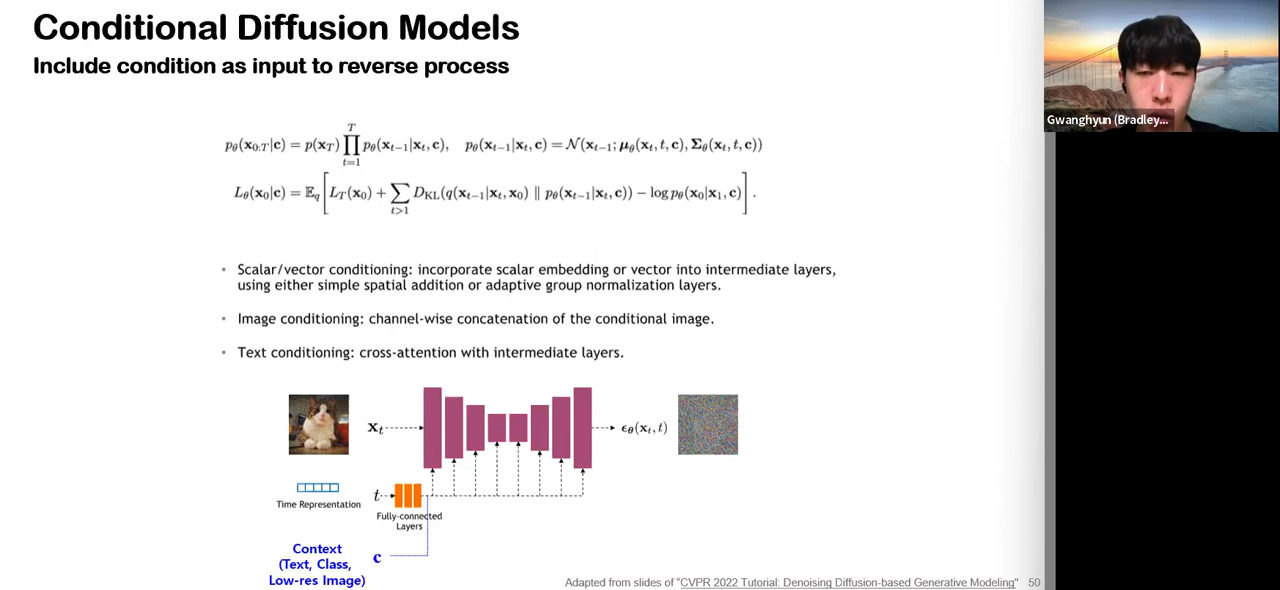 Conditional Diffusion Models
Include condition as input to reverse process
Gwanghyun (Bradley...
p_θ(x_{0:T}|c) = p(x_T) ∏_{t=1}^{T} p_θ(x_{t−1}|x_t, c),   p_θ(x_{t−1}|x_t, c) = N(x_{t−1}; μ_θ(x_t, t, c), Σ_θ(x_t, t, c))
L_θ(x_0|c) = E_q [ L_T(x_0) + ∑_{t>1} D_KL(q(x_{t−1}|x_t, x_0) ∥ p_θ(x_{t−1}|x_t, c)) − log p_θ(x_0|x_1, c) ] .
• Scalar/vector conditioning: incorporate scalar embedding or vector into intermediate layers,
using either simple spatial addition or adaptive group normalization layers.
• Image conditioning: channel-wise concatenation of the conditional image.
• Text conditioning: cross-attention with intermediate layers.
x_t
ϵ_θ(x_t, t)
t
Time Representation
Fully-connected
Layers
Context
(Text, Class,
Low-res Image)
c
Adapted from slides of "CVPR 2022 Tutorial: Denoising Diffusion-based Generative Modeling" 50